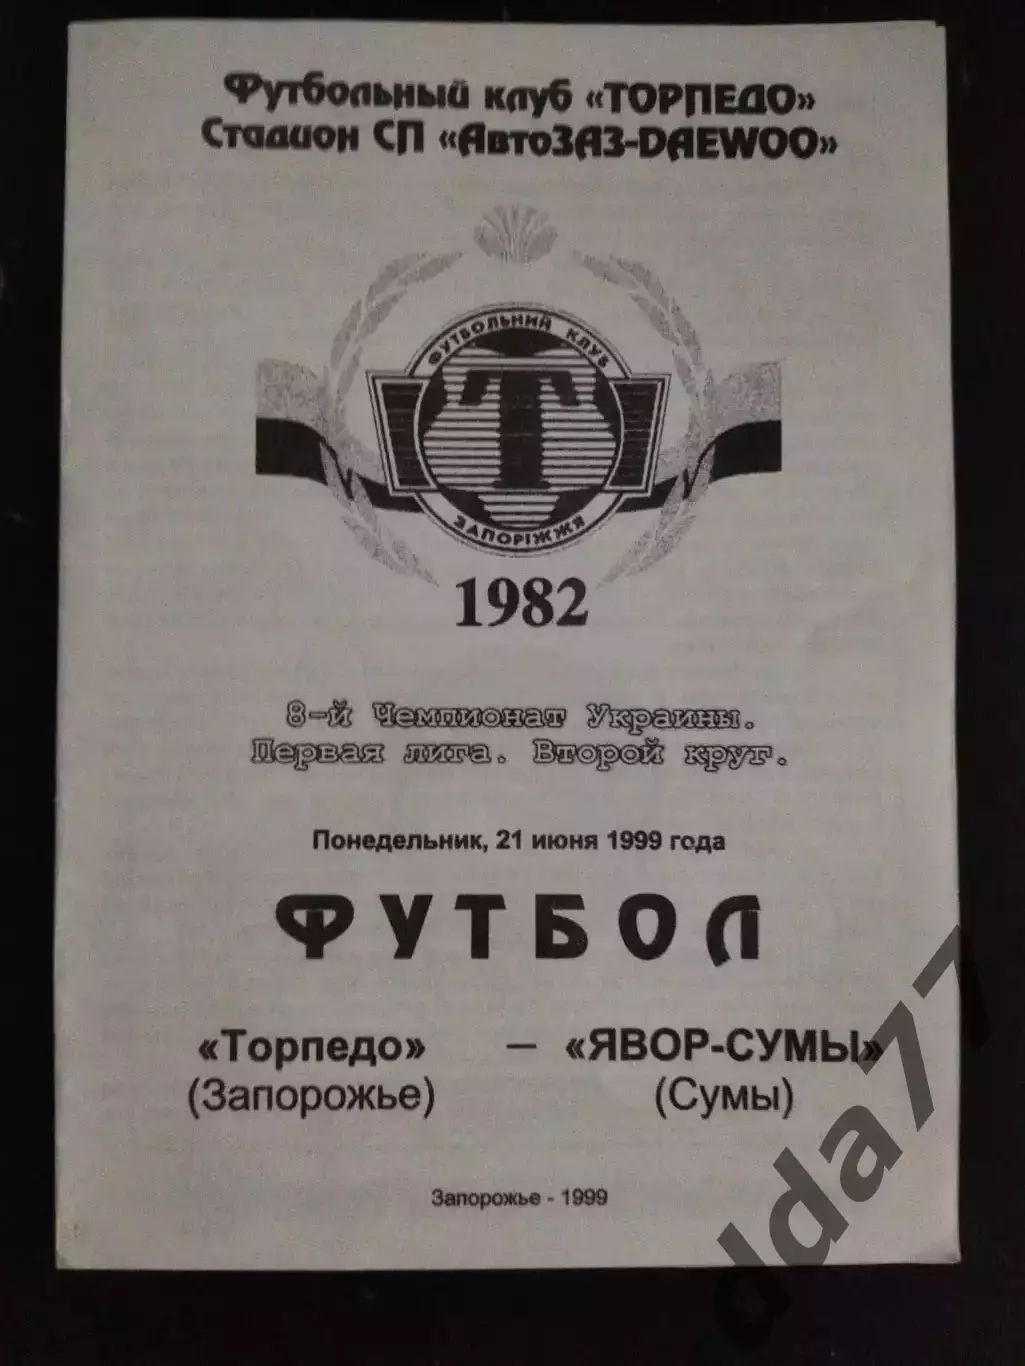 Футбольный клуб «ТОРПЕДО»
Стадион СП «АвтоЗАЗ-DAEWOO»
ФУТБОЛЬНИЙ КЛУБ
Т
ЗАПОРІЖЖЯ
1982
8-й Чемпионат Украины.
Первая лига. Второй круг.
Понедельник, 21 июня 1999 года
ФУТБОЛ
«Торпедо» – «ЯВОР-СУМЫ»
(Запорожье) (Сумы)
Запорожье - 1999
dda77